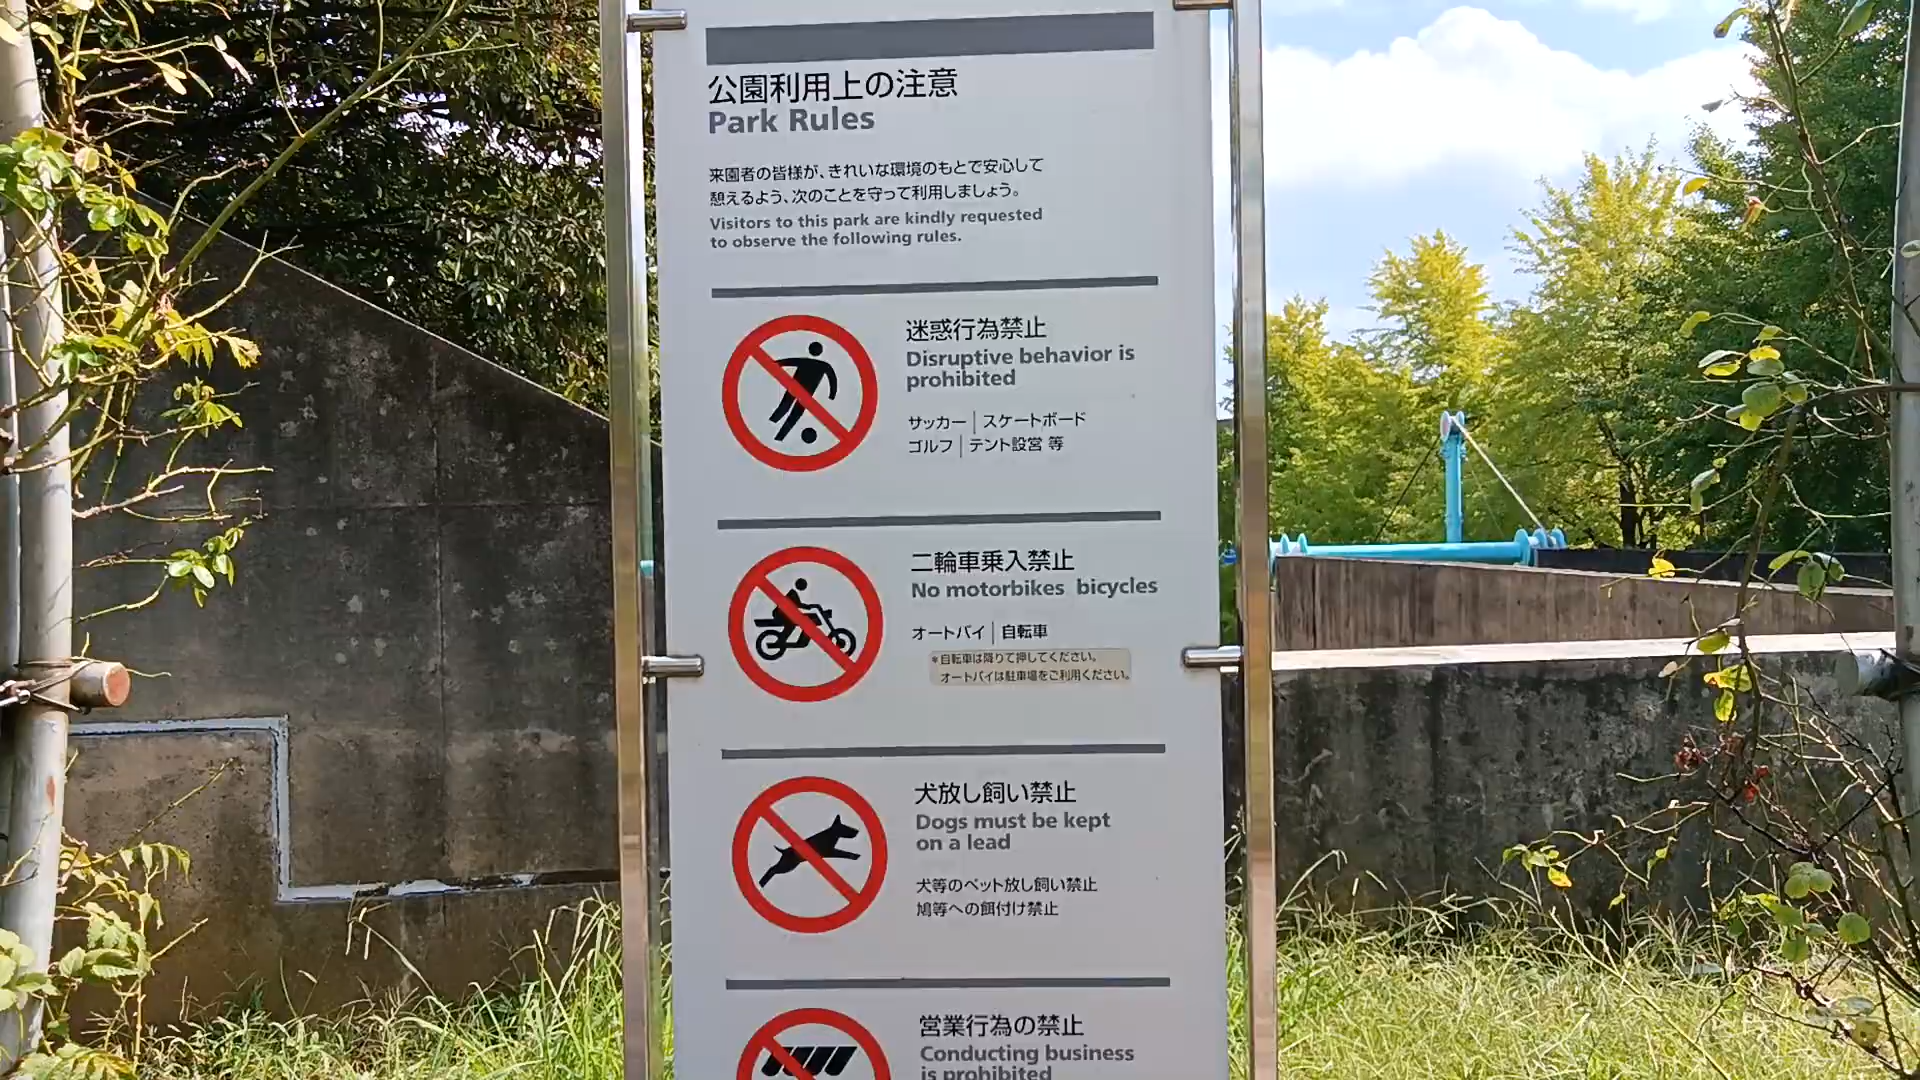 公園利用上の注意
Park Rules
来園者の皆様が、きれいな環境のもとで安心して
憩えるよう、次のことを守って利用しましょう。
Visitors to this park are kindly requested
to observe the following rules.
迷惑行為禁止
Disruptive behavior is
prohibited
サッカー｜スケートボード
ゴルフ｜テント設営 等
二輪車乗入禁止
No motorbikes bicycles
オートバイ｜自転車
*自転車は降りて押してください。
オートバイは駐車場をご利用ください。
犬放し飼い禁止
Dogs must be kept
on a lead
犬等のペット放し飼い禁止
鳩等への餌付け禁止
営業行為の禁止
Conducting business
is prohibited